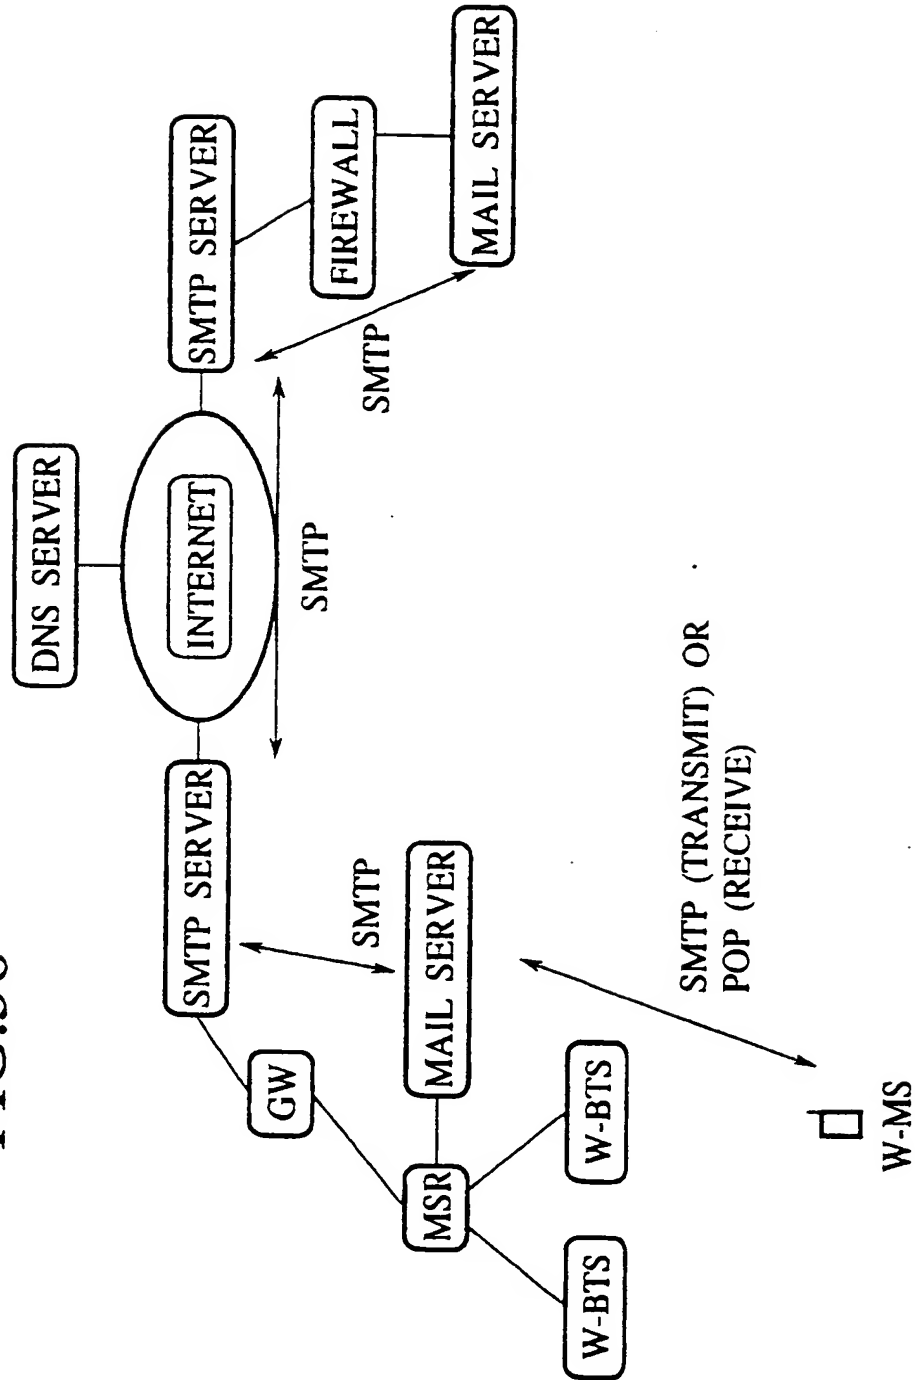 DNS SERVER
SMTP SERVER
INTERNET
SMTP SERVER
GW
SMTP
FIREWALL
SMTP
SMTP
MSR
MAIL SERVER
MAIL SERVER
W-BTS
W-BTS
SMTP (TRANSMIT) OR
POP (RECEIVE)
W-MS